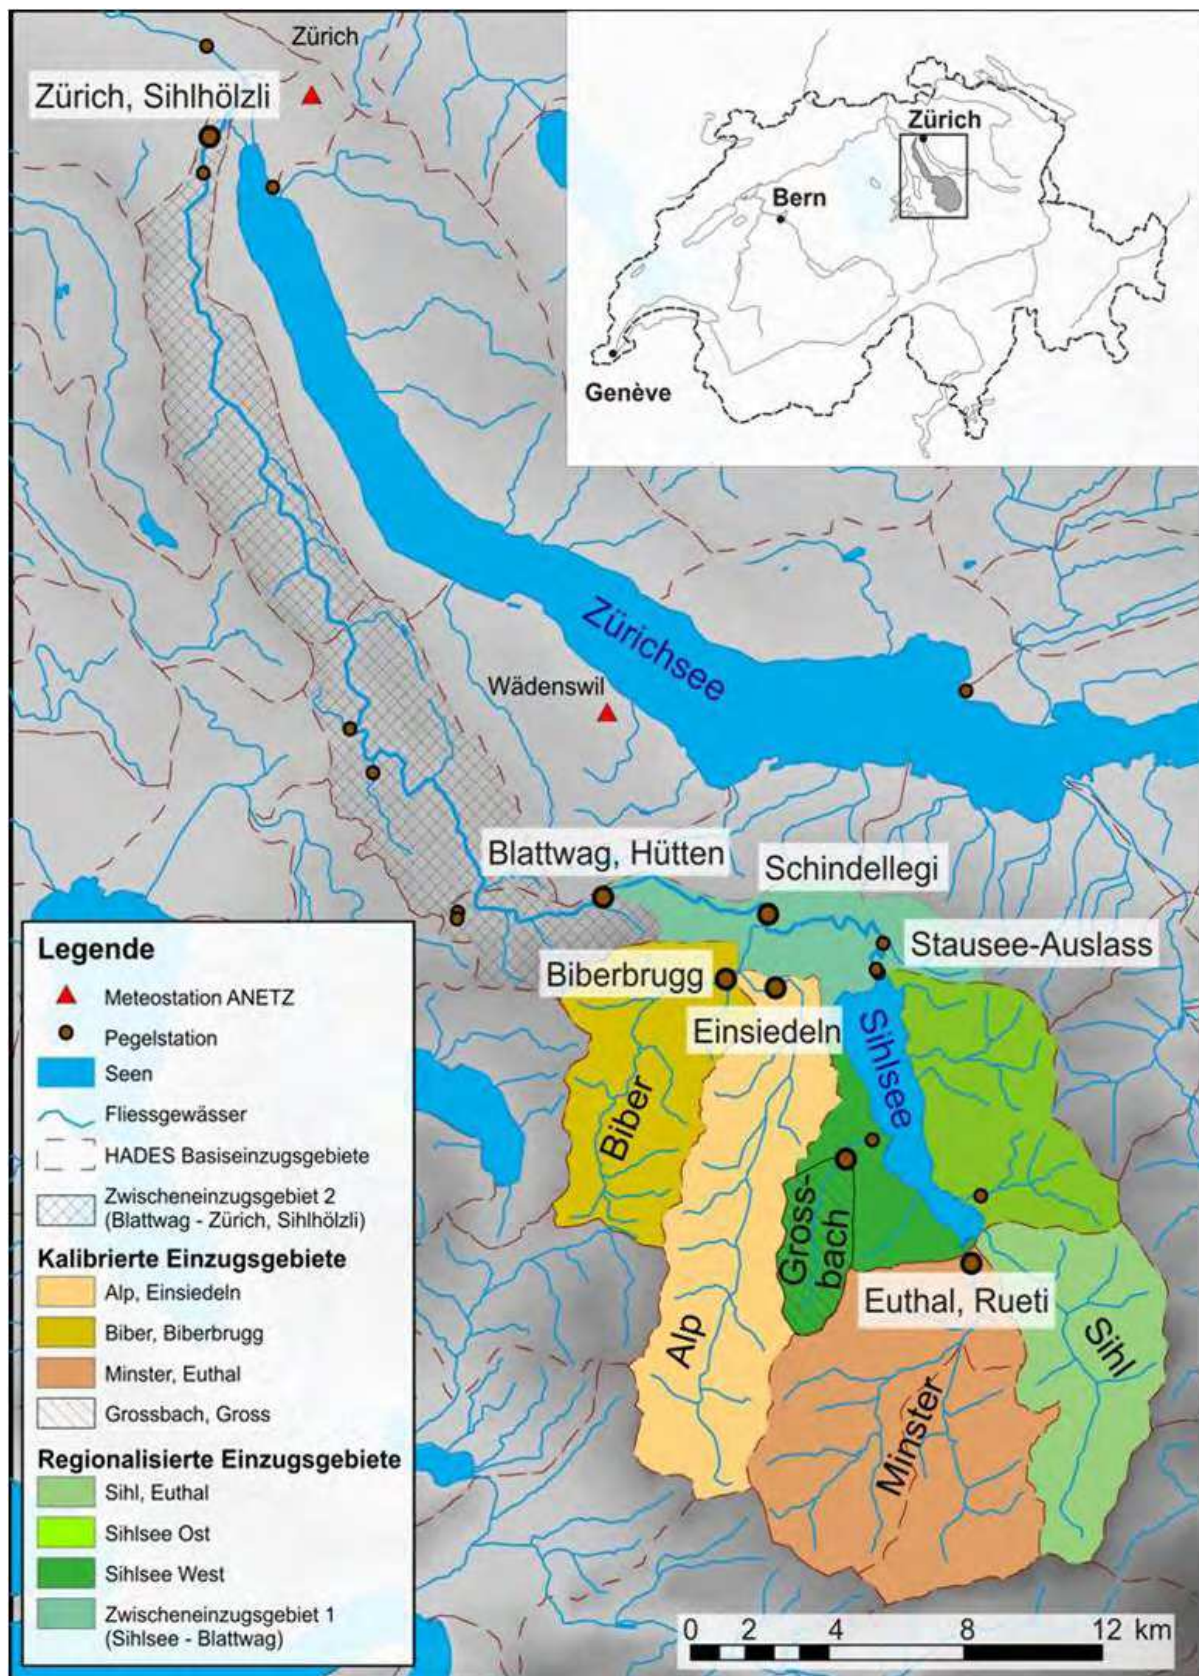 Zürich
Zürich, Sihlhölzli
Zürich
Bern
Genève
Zürichsee
Wädenswil
Blattwag, Hütten
Schindellegi
Stausee-Auslass
Biberbrugg
Einsiedeln
Sihlsee
Biber
Gross-
bach
Euthal, Rueti
Alp
Sihl
Minster
Legende
Meteostation ANETZ
Pegelstation
Seen
Fliessgewässer
HADES Basiseinzugsgebiete
Zwischeneinzugsgebiet 2
(Blattwag - Zürich, Sihlhölzli)
Kalibrierte Einzugsgebiete
Alp, Einsiedeln
Biber, Biberbrugg
Minster, Euthal
Grossbach, Gross
Regionalisierte Einzugsgebiete
Sihl, Euthal
Sihlsee Ost
Sihlsee West
Zwischeneinzugsgebiet 1
(Sihlsee - Blattwag)
0 2 4 8 12 km